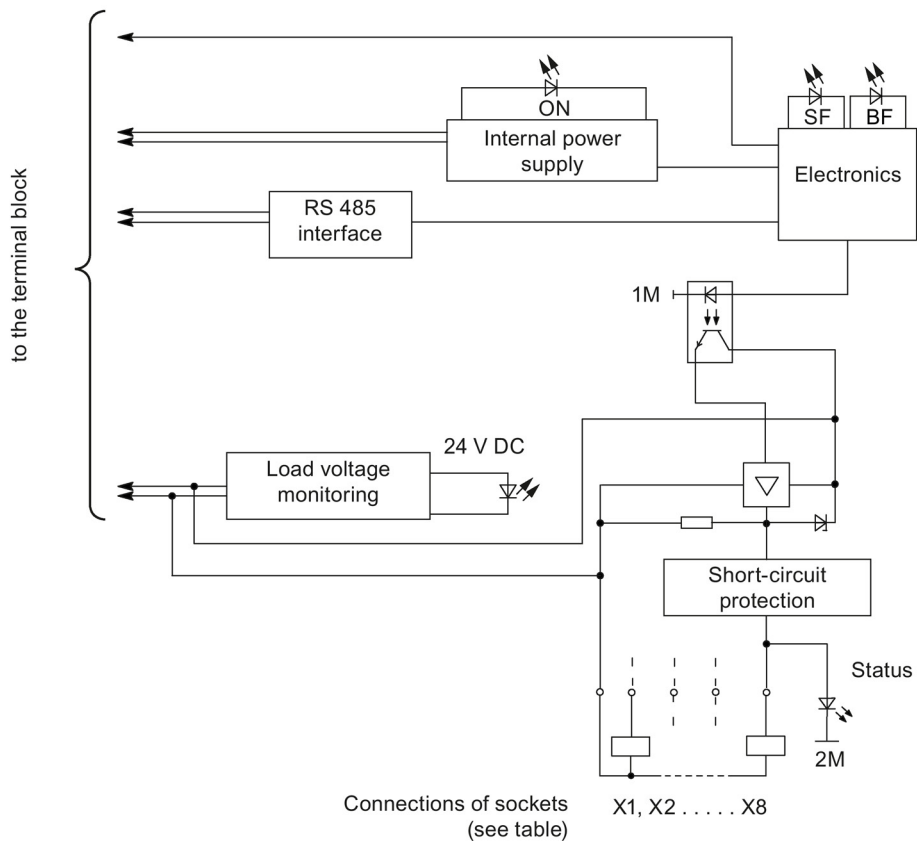 to the terminal block
ON
Internal power
supply
SF BF
Electronics
RS 485
interface
1M
24 V DC
Load voltage
monitoring
Short-circuit
protection
Status
2M
Connections of sockets
(see table)
X1, X2 . . . . . X8